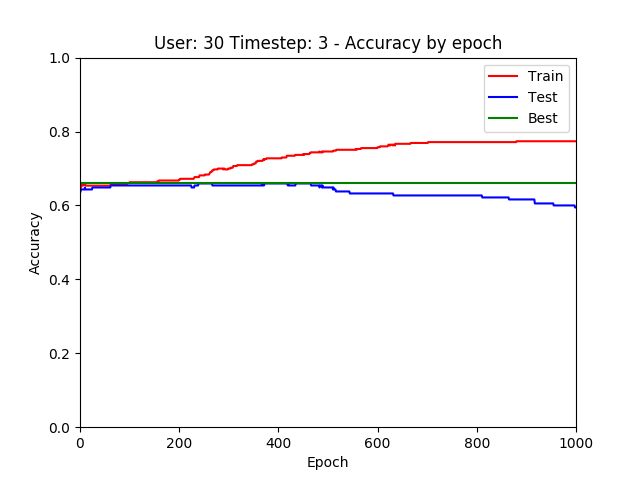 User: 30 Timestep: 3 - Accuracy by epoch
1.0
0.8
0.6
0.4
0.2
0.0
Accuracy
Train
Test
Best
0 200 400 600 800 1000
Epoch